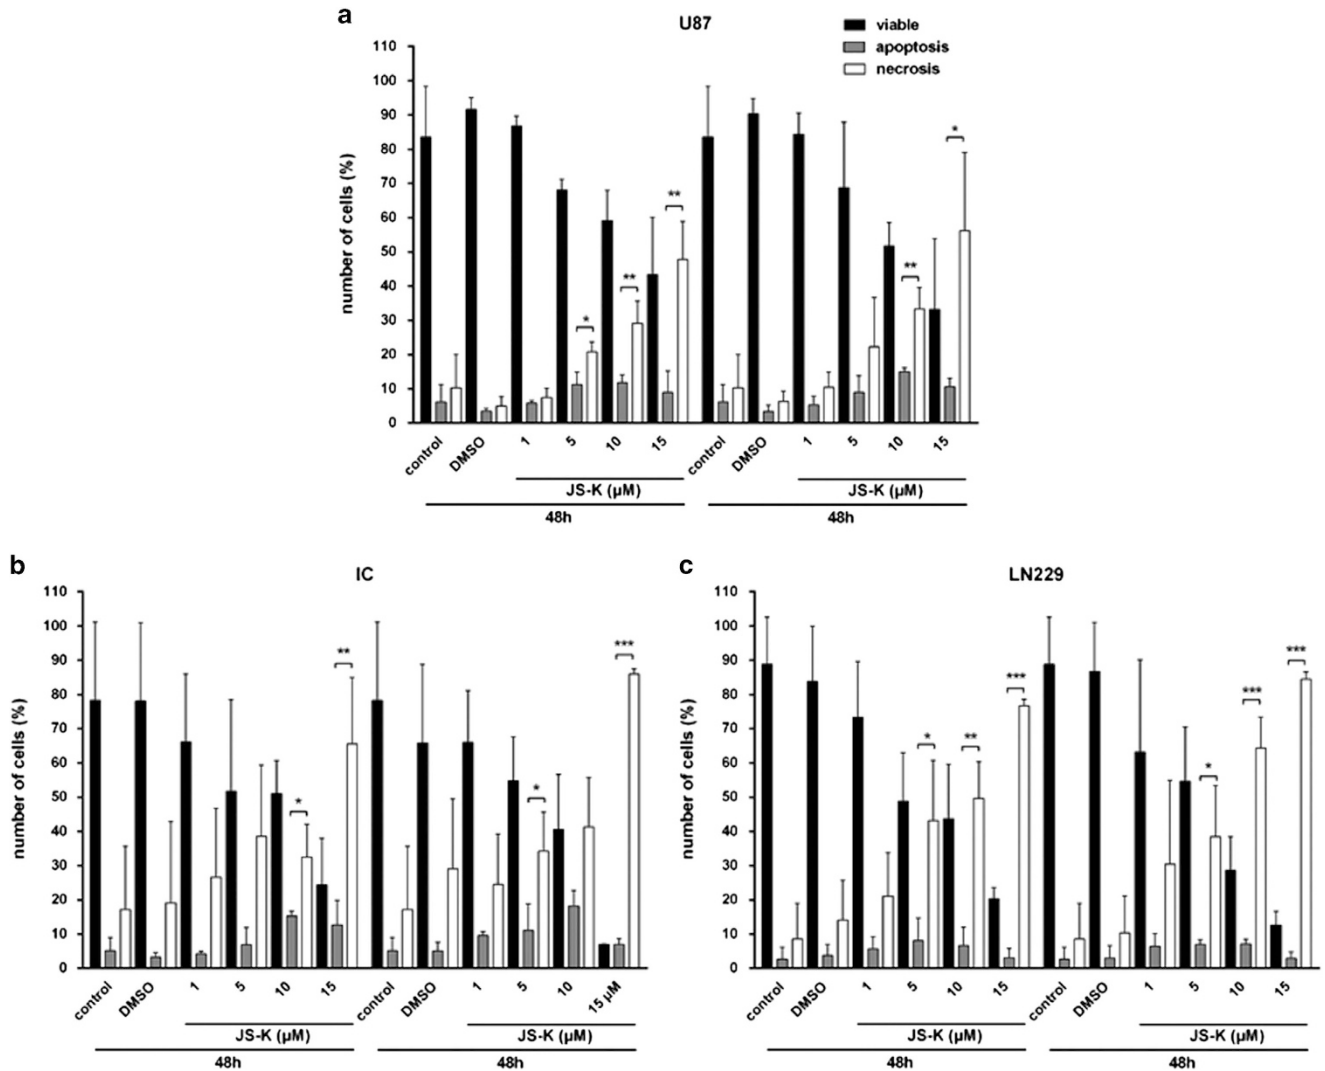 a
U87
viable
apoptosis
necrosis
number of cells (%)
110
100
90
80
70
60
50
40
30
20
10
0
*
**
**
**
*
control DMSO 1 5 10 15 control DMSO 1 5 10 15
JS-K (µM) JS-K (µM)
48h 48h
b
IC
number of cells (%)
110
100
90
80
70
60
50
40
30
20
10
0
*
**
*
***
control DMSO 1 5 10 15 control DMSO 1 5 10 15 µM
JS-K (µM) JS-K (µM)
48h 48h
c
LN229
number of cells (%)
110
100
90
80
70
60
50
40
30
20
10
0
*
**
***
*
***
***
control DMSO 1 5 10 15 control DMSO 1 5 10 15
JS-K (µM) JS-K (µM)
48h 48h